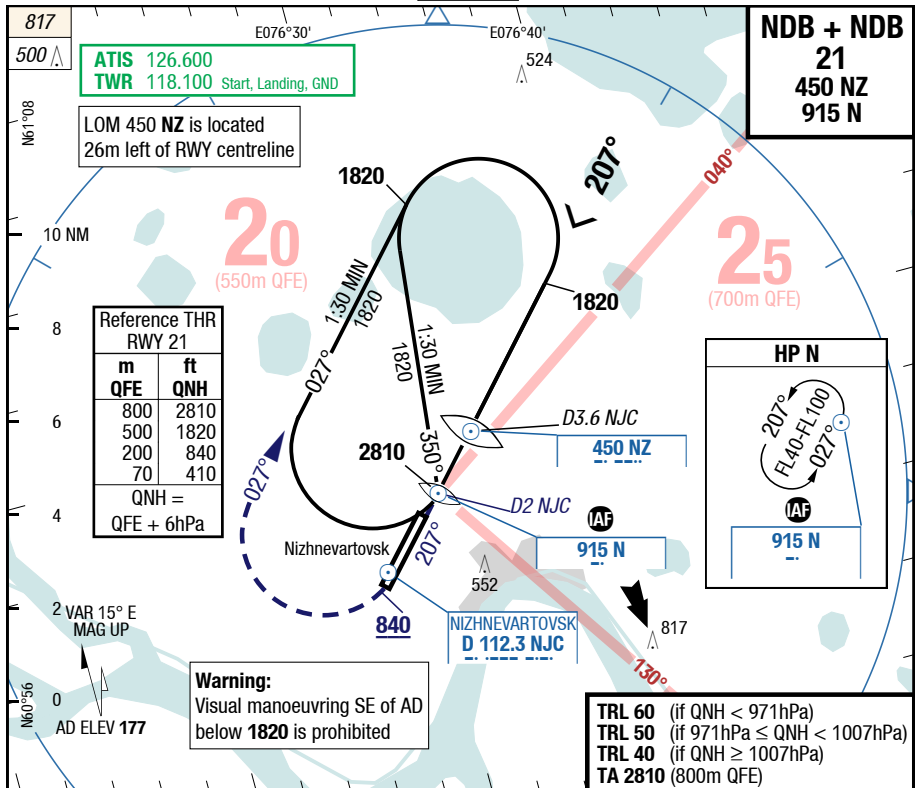 817
500
E076°30'
E076°40'
524
NDB + NDB
21
450 NZ
915 N
ATIS 126.600
TWR 118.100 Start, Landing, GND
N61°08
LOM 450 NZ is located
26m left of RWY centreline
1820
207°
040°
20
(550m QFE)
25
(700m QFE)
10 NM
1:30 MIN
1820
027°
1:30 MIN
1820
350°
1820
Reference THR
RWY 21
m ft
QFE QNH
800 2810
500 1820
200 840
70 410
QNH =
QFE + 6hPa
8
6
4
2
0
HP N
207°
FL40-FL100
027°
IAF
915 N
D3.6 NJC
450 NZ
2810
D2 NJC
IAF
915 N
027°
207°
Nizhnevartovsk
552
840
NIZHNEVARTOVSK
D 112.3 NJC
817
130°
VAR 15° E
MAG UP
N60°56
AD ELEV 177
Warning:
Visual manoeuvring SE of AD
below 1820 is prohibited
TRL 60 (if QNH < 971hPa)
TRL 50 (if 971hPa ≤ QNH < 1007hPa)
TRL 40 (if QNH ≥ 1007hPa)
TA 2810 (800m QFE)